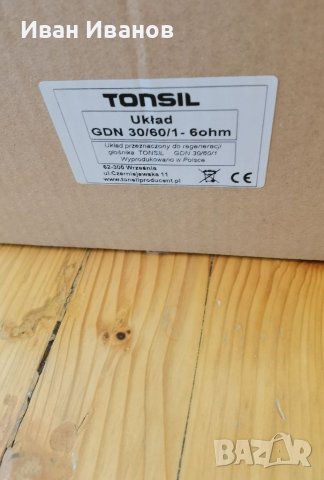 Иван Иванов
TONSIL
Układ
GDN 30/60/1- 6ohm
Układ przeznaczony do regeneracji
głośnika TONSIL GDN 30/60/1
Wyprodukowano w Polsce
62-300 Września
ul.Czerniejewska 11
www.tonsilproducent.pl
CE
BAZAR